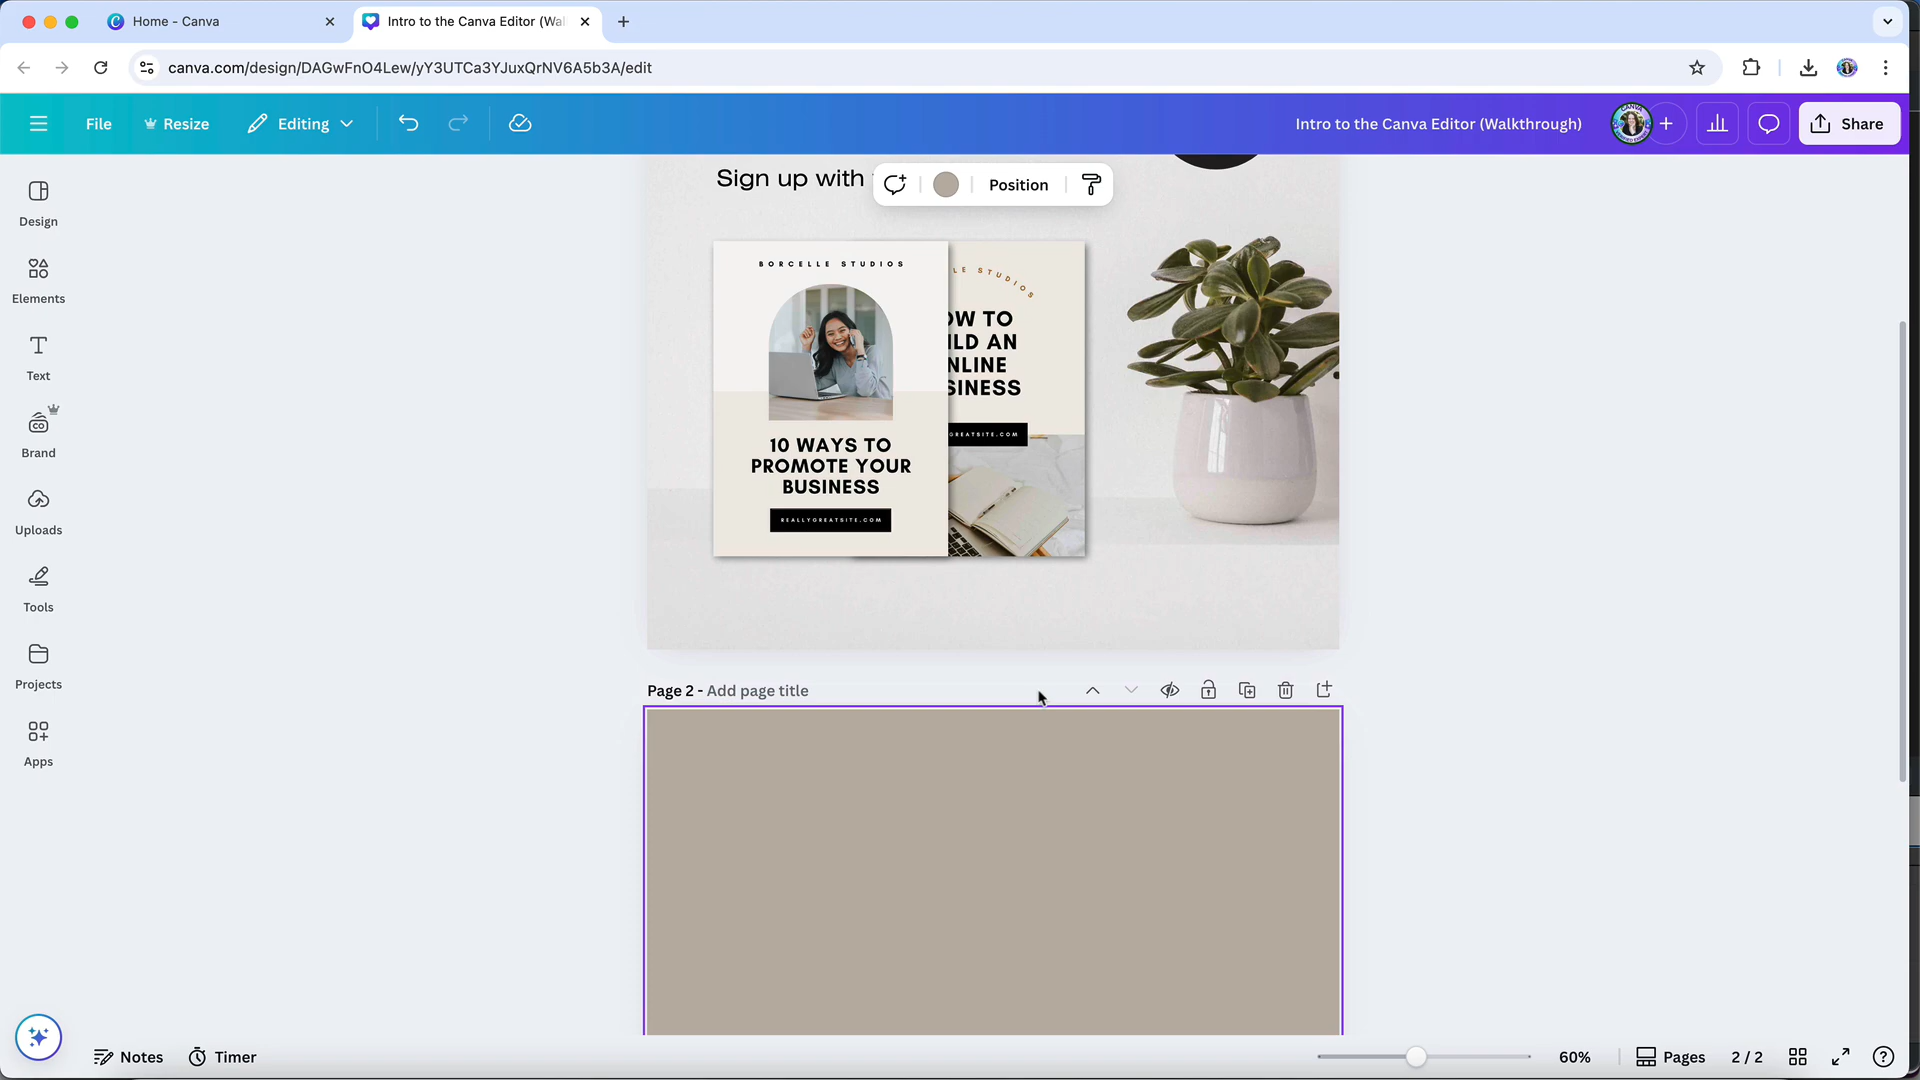 Home - Canva
Intro to the Canva Editor (Wal
canva.com/design/DAGwFnO4Lew/yY3UTCa3YJuxQrNV6A5b3A/edit
File
Resize
Editing
Intro to the Canva Editor (Walkthrough)
Share
Design
Elements
Text
Brand
Uploads
Tools
Projects
Apps
Sign up with
Position
BORCELLE STUDIOS
10 WAYS TO
PROMOTE YOUR
BUSINESS
REALLYGREATSITE.COM
LE STUDIOS
OW TO
ILD AN
NLINE
SINESS
GREATSITE.COM
Page 2 - Add page title
Notes
Timer
60%
Pages
2 / 2